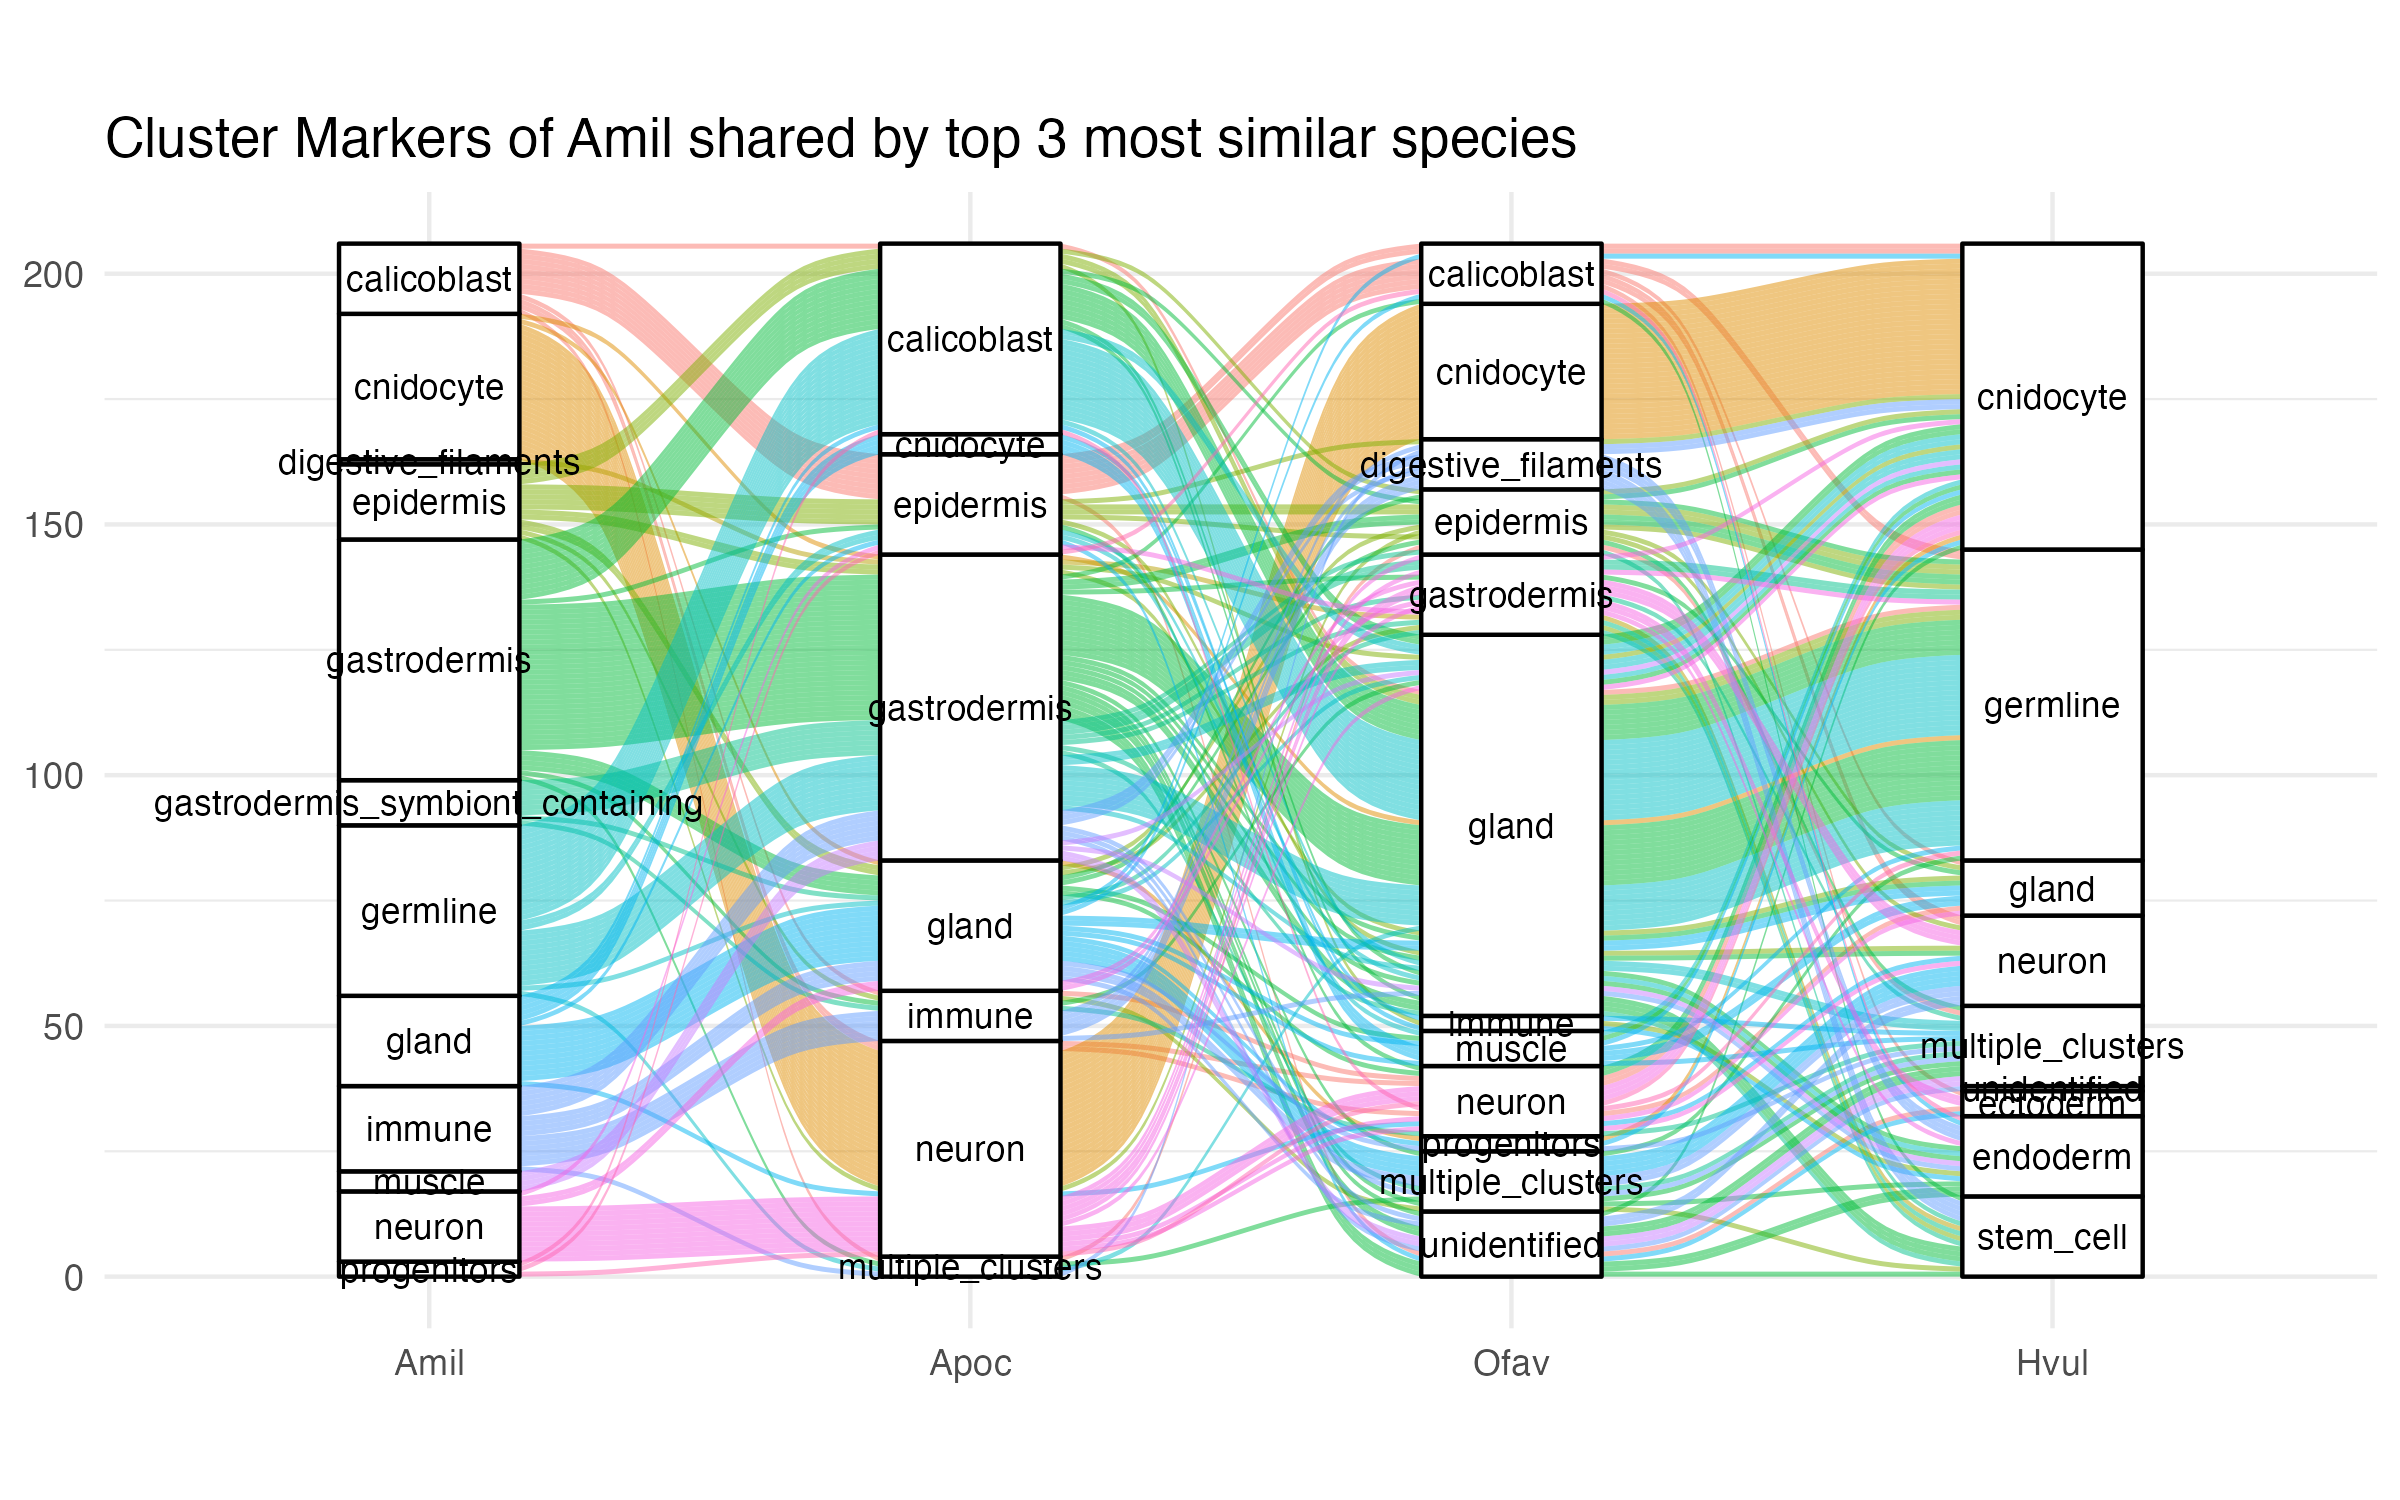 Cluster Markers of Amil shared by top 3 most similar species
200
150
100
50
0
calicoblast
cnidocyte
digestive_filaments
epidermis
gastrodermis
gastrodermis_symbiont_containing
germline
gland
immune
muscle
neuron
progenitors
calicoblast
cnidocyte
epidermis
gastrodermis
gland
immune
neuron
multiple_clusters
calicoblast
cnidocyte
digestive_filaments
epidermis
gastrodermis
gland
immune
muscle
neuron
progenitors
multiple_clusters
unidentified
cnidocyte
germline
gland
neuron
multiple_clusters
unidentified
ectoderm
endoderm
stem_cell
Amil
Apoc
Ofav
Hvul